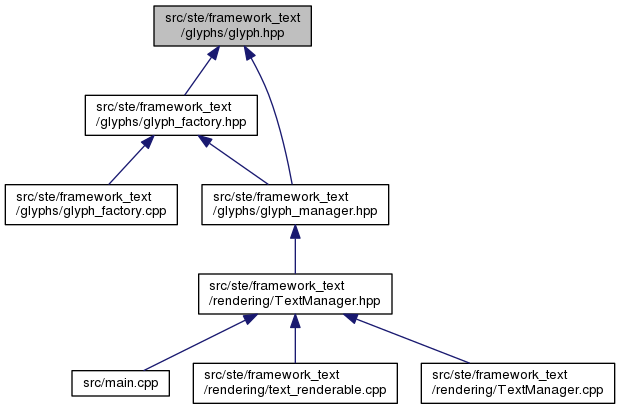 src/ste/framework_text
/glyphs/glyph.hpp
src/ste/framework_text
/glyphs/glyph_factory.hpp
src/ste/framework_text
/glyphs/glyph_factory.cpp
src/ste/framework_text
/glyphs/glyph_manager.hpp
src/ste/framework_text
/rendering/TextManager.hpp
src/main.cpp
src/ste/framework_text
/rendering/text_renderable.cpp
src/ste/framework_text
/rendering/TextManager.cpp